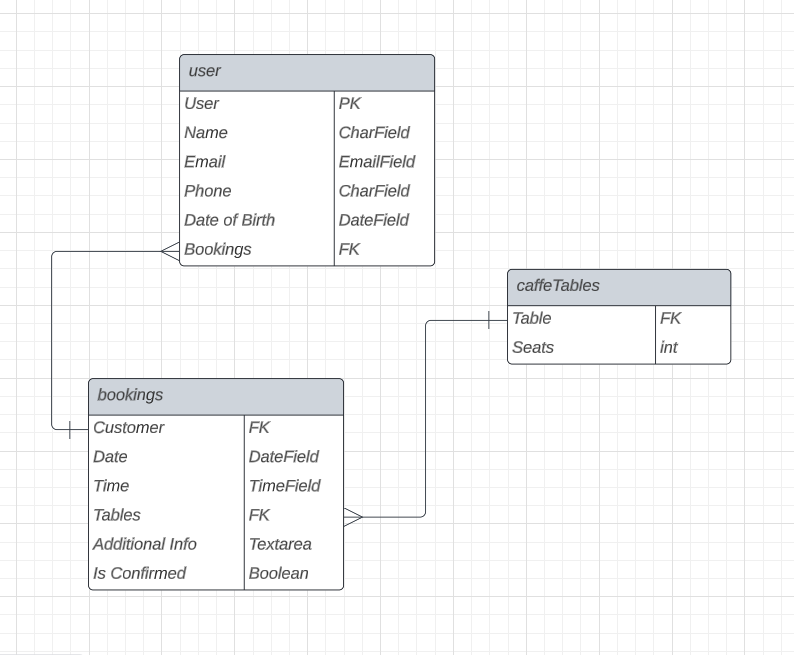 user
User PK
Name CharField
Email EmailField
Phone CharField
Date of Birth DateField
Bookings FK
caffeTables
Table FK
Seats int
bookings
Customer FK
Date DateField
Time TimeField
Tables FK
Additional Info Textarea
Is Confirmed Boolean